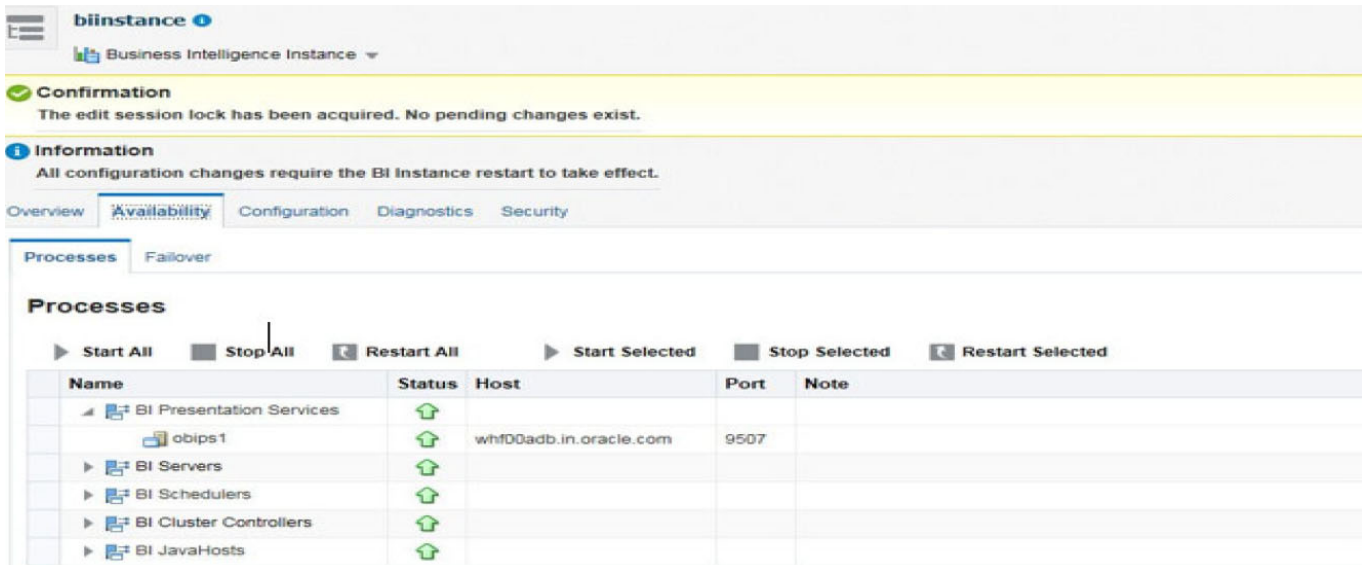 biinstance
Business Intelligence Instance
Confirmation
The edit session lock has been acquired. No pending changes exist.
Information
All configuration changes require the BI Instance restart to take effect.
Overview Availability Configuration Diagnostics Security
Processes Failover
Processes
Start All Stop All Restart All Start Selected Stop Selected Restart Selected
Name Status Host Port Note
BI Presentation Services
obips1 whf00adb.in.oracle.com 9507
BI Servers
BI Schedulers
BI Cluster Controllers
BI JavaHosts